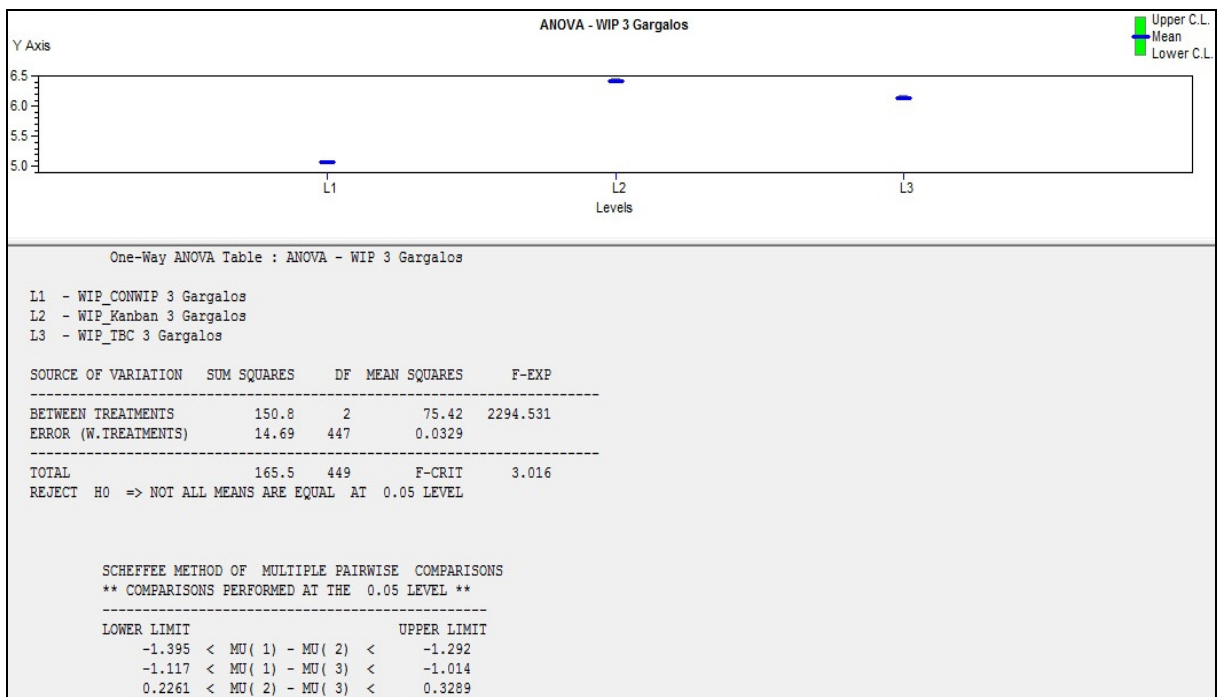 ANOVA - WIP 3 Gargalos
Upper C.L.
Mean
Lower C.L.
Y Axis
6.5
6.0
5.5
5.0
L1 L2 L3
Levels
One-Way ANOVA Table : ANOVA - WIP 3 Gargalos
L1 - WIP_CONWIP 3 Gargalos
L2 - WIP_Kanban 3 Gargalos
L3 - WIP_TBC 3 Gargalos
SOURCE OF VARIATION SUM SQUARES DF MEAN SQUARES F-EXP
BETWEEN TREATMENTS 150.8 2 75.42 2294.531
ERROR (W.TREATMENTS) 14.69 447 0.0329
TOTAL 165.5 449 F-CRIT 3.016
REJECT H0 => NOT ALL MEANS ARE EQUAL AT 0.05 LEVEL
SCHEFFEE METHOD OF MULTIPLE PAIRWISE COMPARISONS
** COMPARISONS PERFORMED AT THE 0.05 LEVEL **
LOWER LIMIT UPPER LIMIT
-1.395 < MU( 1) - MU( 2) < -1.292
-1.117 < MU( 1) - MU( 3) < -1.014
0.2261 < MU( 2) - MU( 3) < 0.3289